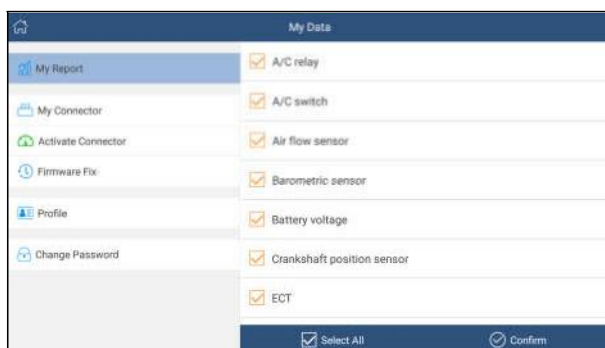 My Data
My Report
My Connector
Activate Connector
Firmware Fix
Profile
Change Password
A/C relay
A/C switch
Air flow sensor
Barometric sensor
Battery voltage
Crankshaft position sensor
ECT
Select All
Confirm